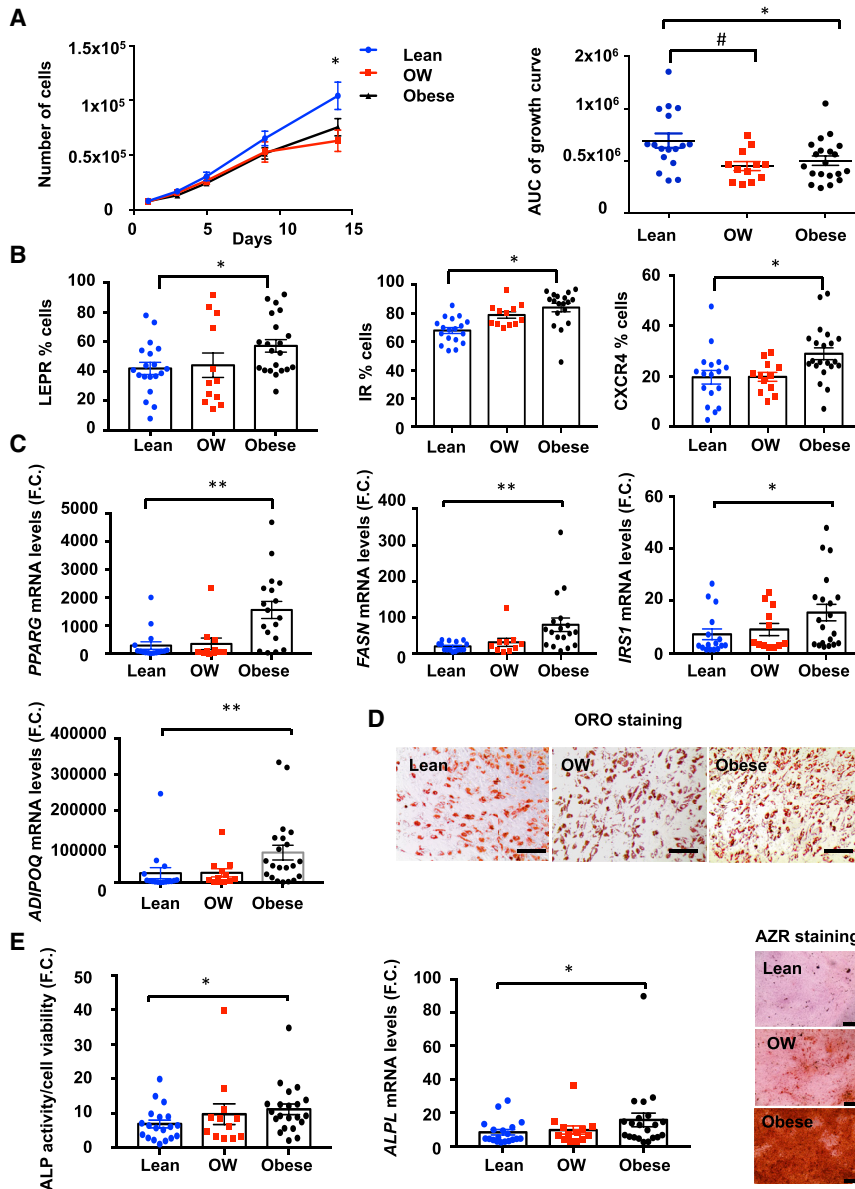 A
Number of cells
1.5x10⁵
1x10⁵
0.5x10⁵
0
0 5 10 15
Days
*
Lean
OW
Obese
AUC of growth curve
2x10⁶
1x10⁶
0.5x10⁶
0
*
#
Lean OW Obese
B
LEPR % cells
100
80
60
40
20
0
*
Lean OW Obese
IR % cells
100
80
60
40
20
0
*
Lean OW Obese
CXCR4 % cells
60
40
20
0
*
Lean OW Obese
C
PPARG mRNA levels (F.C.)
5000
4000
3000
2000
1000
0
**
Lean OW Obese
FASN mRNA levels (F.C.)
400
300
200
100
0
**
Lean OW Obese
IRS1 mRNA levels (F.C.)
60
40
20
0
*
Lean OW Obese
ADIPOQ mRNA levels (F.C.)
400000
300000
200000
100000
0
**
Lean OW Obese
D
ORO staining
Lean OW Obese
E
ALP activity/cell viability (F.C.)
50
40
30
20
10
0
*
Lean OW Obese
ALPL mRNA levels (F.C.)
100
80
60
40
20
0
*
Lean OW Obese
AZR staining
Lean
OW
Obese